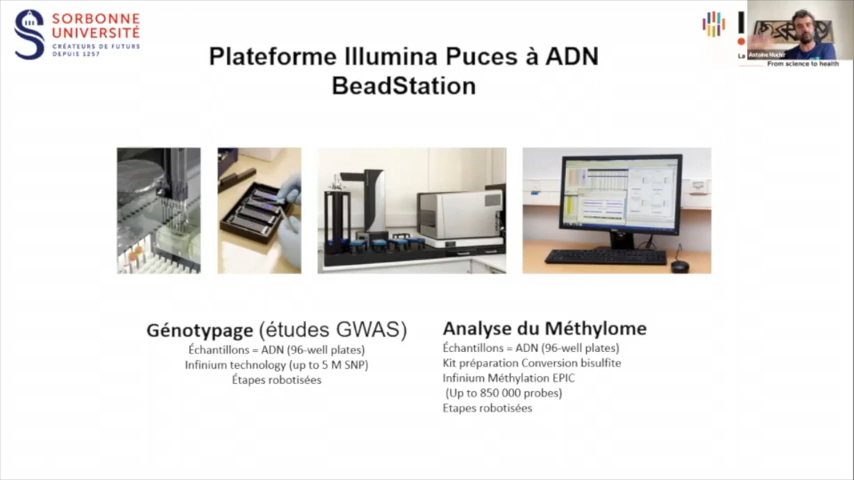 SORBONNE
UNIVERSITÉ
CRÉATEURS DE FUTURS
DEPUIS 1257
Plateforme Illumina Puces à ADN
BeadStation
Antoine
From science to health
Génotypage (études GWAS)
Échantillons = ADN (96-well plates)
Infinium technology (up to 5 M SNP)
Étapes robotisées
Analyse du Méthylome
Échantillons = ADN (96-well plates)
Kit préparation Conversion bisulfite
Infinium Méthylation EPIC
(Up to 850 000 probes)
Etapes robotisées